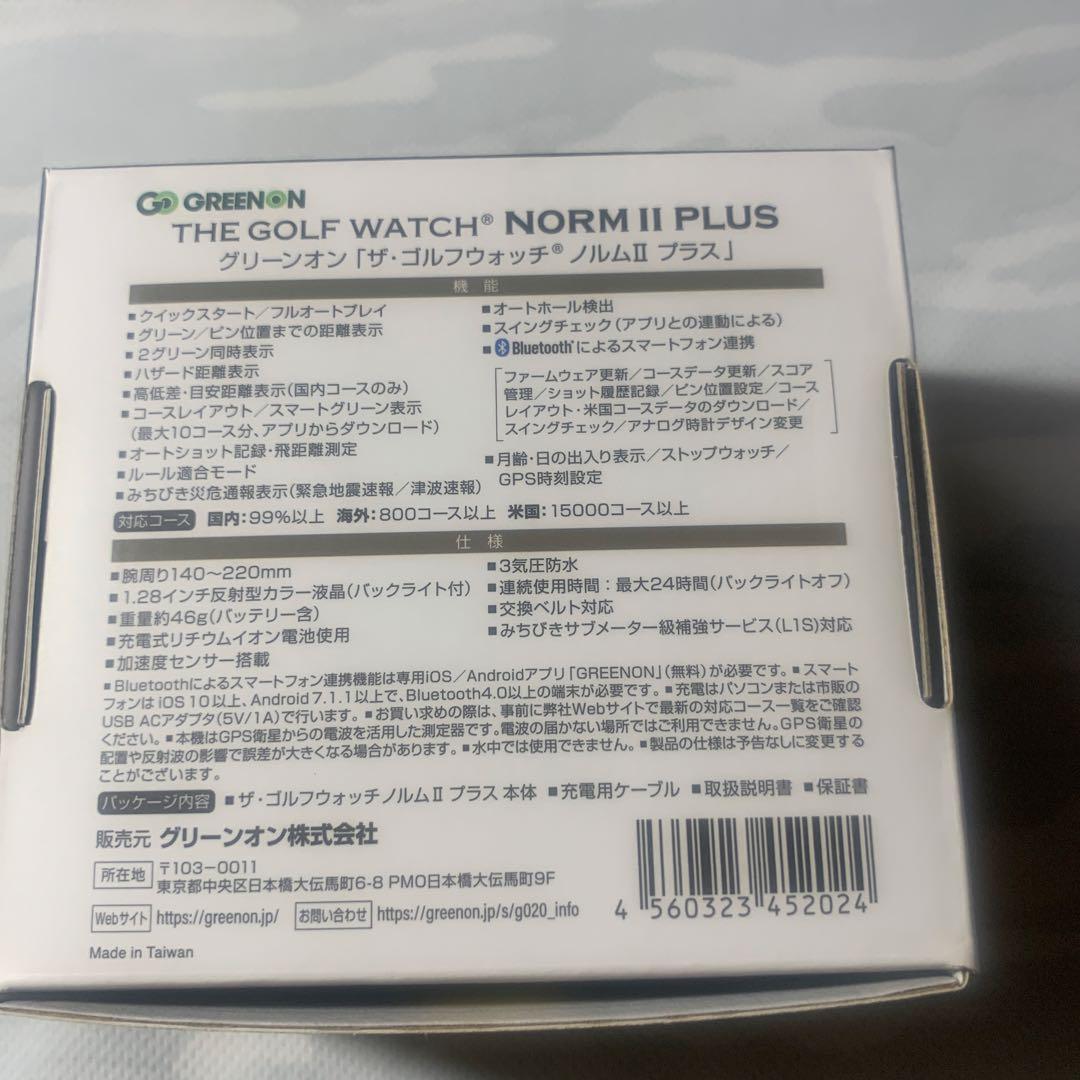 GO GREENON
THE GOLF WATCH® NORM II PLUS
グリーンオン「ザ・ゴルフウォッチ® ノルムⅡ プラス」
機 能
■クイックスタート/フルオートプレイ
■グリーン/ピン位置までの距離表示
■2グリーン同時表示
■ハザード距離表示
■高低差・目安距離表示(国内コースのみ)
■コースレイアウト/スマートグリーン表示
(最大10コース分、アプリからダウンロード)
■オートショット記録・飛距離測定
■ルール適合モード
■みちびき災危通報表示(緊急地震速報/津波速報)
■オートホール検出
■スイングチェック(アプリとの連動による)
■Bluetooth®によるスマートフォン連携
ファームウェア更新/コースデータ更新/スコア
管理/ショット履歴記録/ピン位置設定/コース
レイアウト・米国コースデータのダウンロード/
スイングチェック/アナログ時計デザイン変更
■月齢・日の出入り表示/ストップウォッチ/
GPS時刻設定
対応コース 国内:99%以上 海外:800コース以上 米国:15000コース以上
仕 様
■腕周り140〜220mm
■1.28インチ反射型カラー液晶(バックライト付)
■重量約46g(バッテリー含)
■充電式リチウムイオン電池使用
■加速度センサー搭載
■3気圧防水
■連続使用時間:最大24時間(バックライトオフ)
■交換ベルト対応
■みちびきサブメーター級補強サービス(L1S)対応
■Bluetoothによるスマートフォン連携機能は専用iOS/Androidアプリ「GREENON」(無料)が必要です。■スマート
フォンは iOS 10以上、Android 7.1.1以上で、Bluetooth4.0以上の端末が必要です。■充電はパソコンまたは市販の
USB ACアダプタ(5V/1A)で行います。■お買い求めの際は、事前に弊社Webサイトで最新の対応コース一覧をご確認
ください。■本機はGPS衛星からの電波を活用した測定器です。電波の届かない場所ではご利用できません。GPS衛星の
配置や反射波の影響で誤差が大きくなる場合があります。■水中では使用できません。■製品の仕様は予告なしに変更する
ことがございます。
パッケージ内容 ■ザ・ゴルフウォッチノルムⅡ プラス 本体 ■充電用ケーブル ■取扱説明書 ■保証書
販売元 グリーンオン株式会社
所在地 〒103-0011
東京都中央区日本橋大伝馬町6-8 PMO日本橋大伝馬町9F
Webサイト https://greenon.jp/ お問い合わせ https://greenon.jp/s/g020_info
Made in Taiwan
4 560323 452024